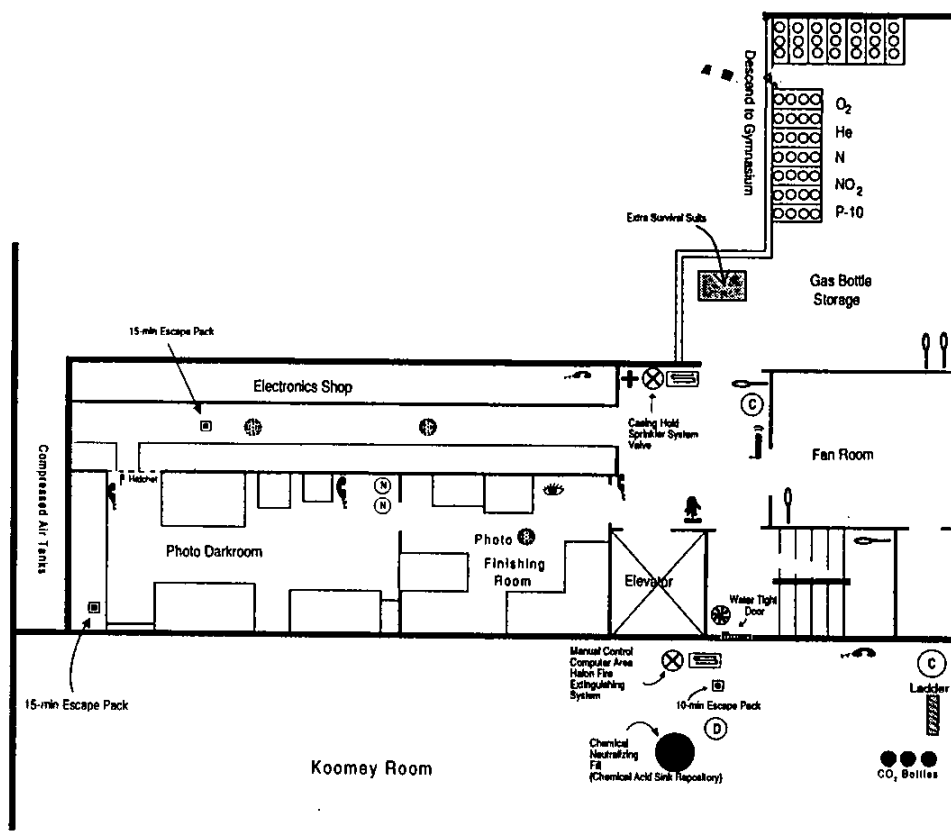 Descend to Gymnasium
O2
He
N
NO2
P-10
Extra Survival Suits
Gas Bottle
Storage
15-min Escape Pack
Electronics Shop
Casing Hold
Sprinkler System
Valve
C
Fan Room
Compressed Air Tanks
Hatchet
N
N
Photo Darkroom
Photo
Finishing
Room
Elevator
Water Tight
Door
15-min Escape Pack
Manual Control
Computer Area
Halon Fire
Extinguishing
System
10-min Escape Pack
D
C
Ladder
Chemical
Neutralizing
Fill
(Chemical Acid Sink Repository)
Koomey Room
CO2 Bottles